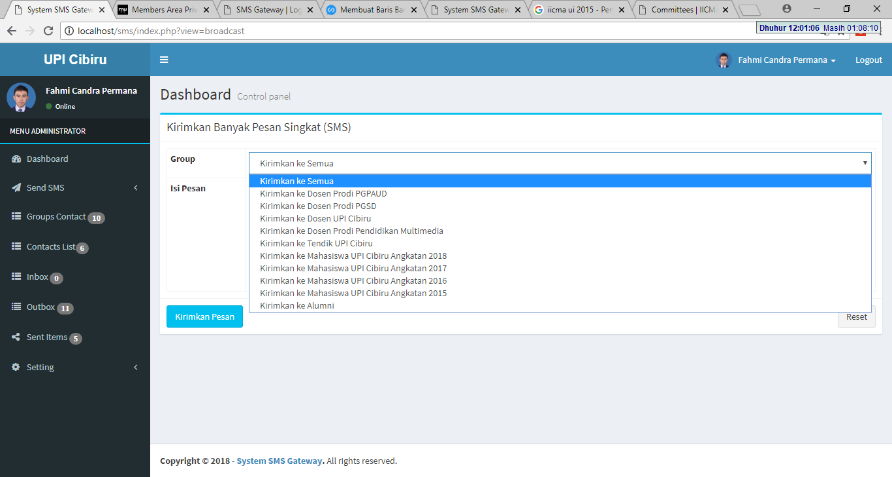 System SMS Gatew
Members Area Pri
SMS Gateway | Loc
Membuat Baris Ba
System SMS Gatew
iicma ui 2015 - Pen
Committees | IICM
localhost/sms/index.php?view=broadcast
Dhuhur 12:01:06 Masih 01:08:10
UPI Cibiru
Fahmi Candra Permana
Logout
Fahmi Candra Permana
Online
MENU ADMINISTRATOR
Dashboard
Send SMS
Groups Contact 10
Contacts List 6
Inbox 0
Outbox 11
Sent Items 5
Setting
Dashboard Control panel
Kirimkan Banyak Pesan Singkat (SMS)
Group
Kirimkan ke Semua
Isi Pesan
Kirimkan ke Semua
Kirimkan ke Dosen Prodi PGPAUD
Kirimkan ke Dosen Prodi PGSD
Kirimkan ke Dosen UPI CIbiru
Kirimkan ke Dosen Prodi Pendidikan Multimedia
Kirimkan ke Tendik UPI Cibiru
Kirimkan ke Mahasiswa UPI Cibiru Angkatan 2018
Kirimkan ke Mahasiswa UPI Cibiru Angkatan 2017
Kirimkan ke Mahasiswa UPI Cibiru Angkatan 2016
Kirimkan ke Mahasiswa UPI Cibiru Angkatan 2015
Kirimkan ke Alumni
Kirimkan Pesan
Reset
Copyright © 2018 - System SMS Gateway. All rights reserved.